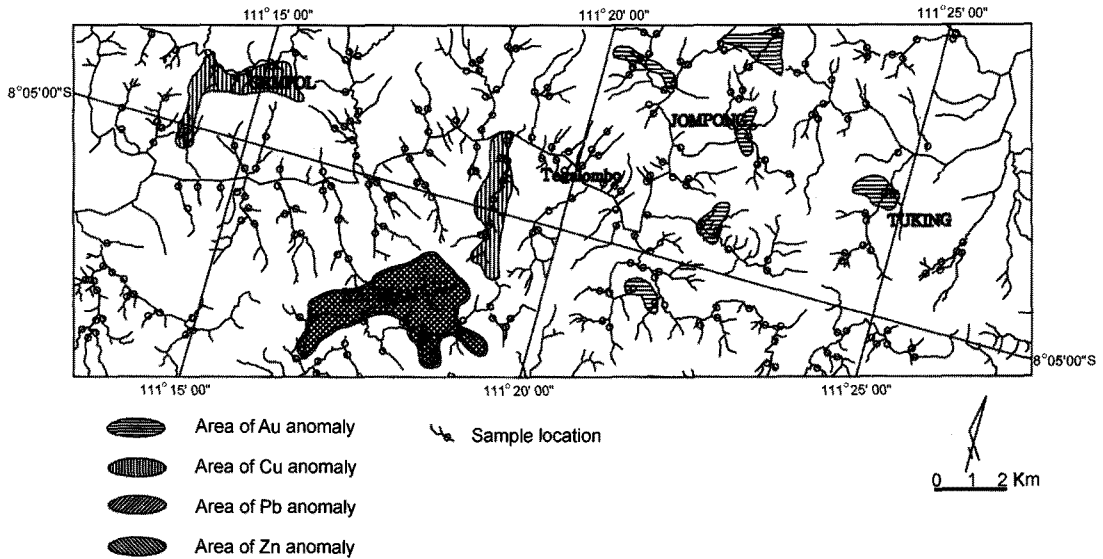 111° 15' 00"
111° 20' 00"
111° 25' 00"
8°05'00"S
JOMPONG
Tegalombo
TUKING
8°05'00"S
111° 15' 00"
111° 20' 00"
111° 25' 00"
Area of Au anomaly
Sample location
Area of Cu anomaly
Area of Pb anomaly
Area of Zn anomaly
0 1 2 Km